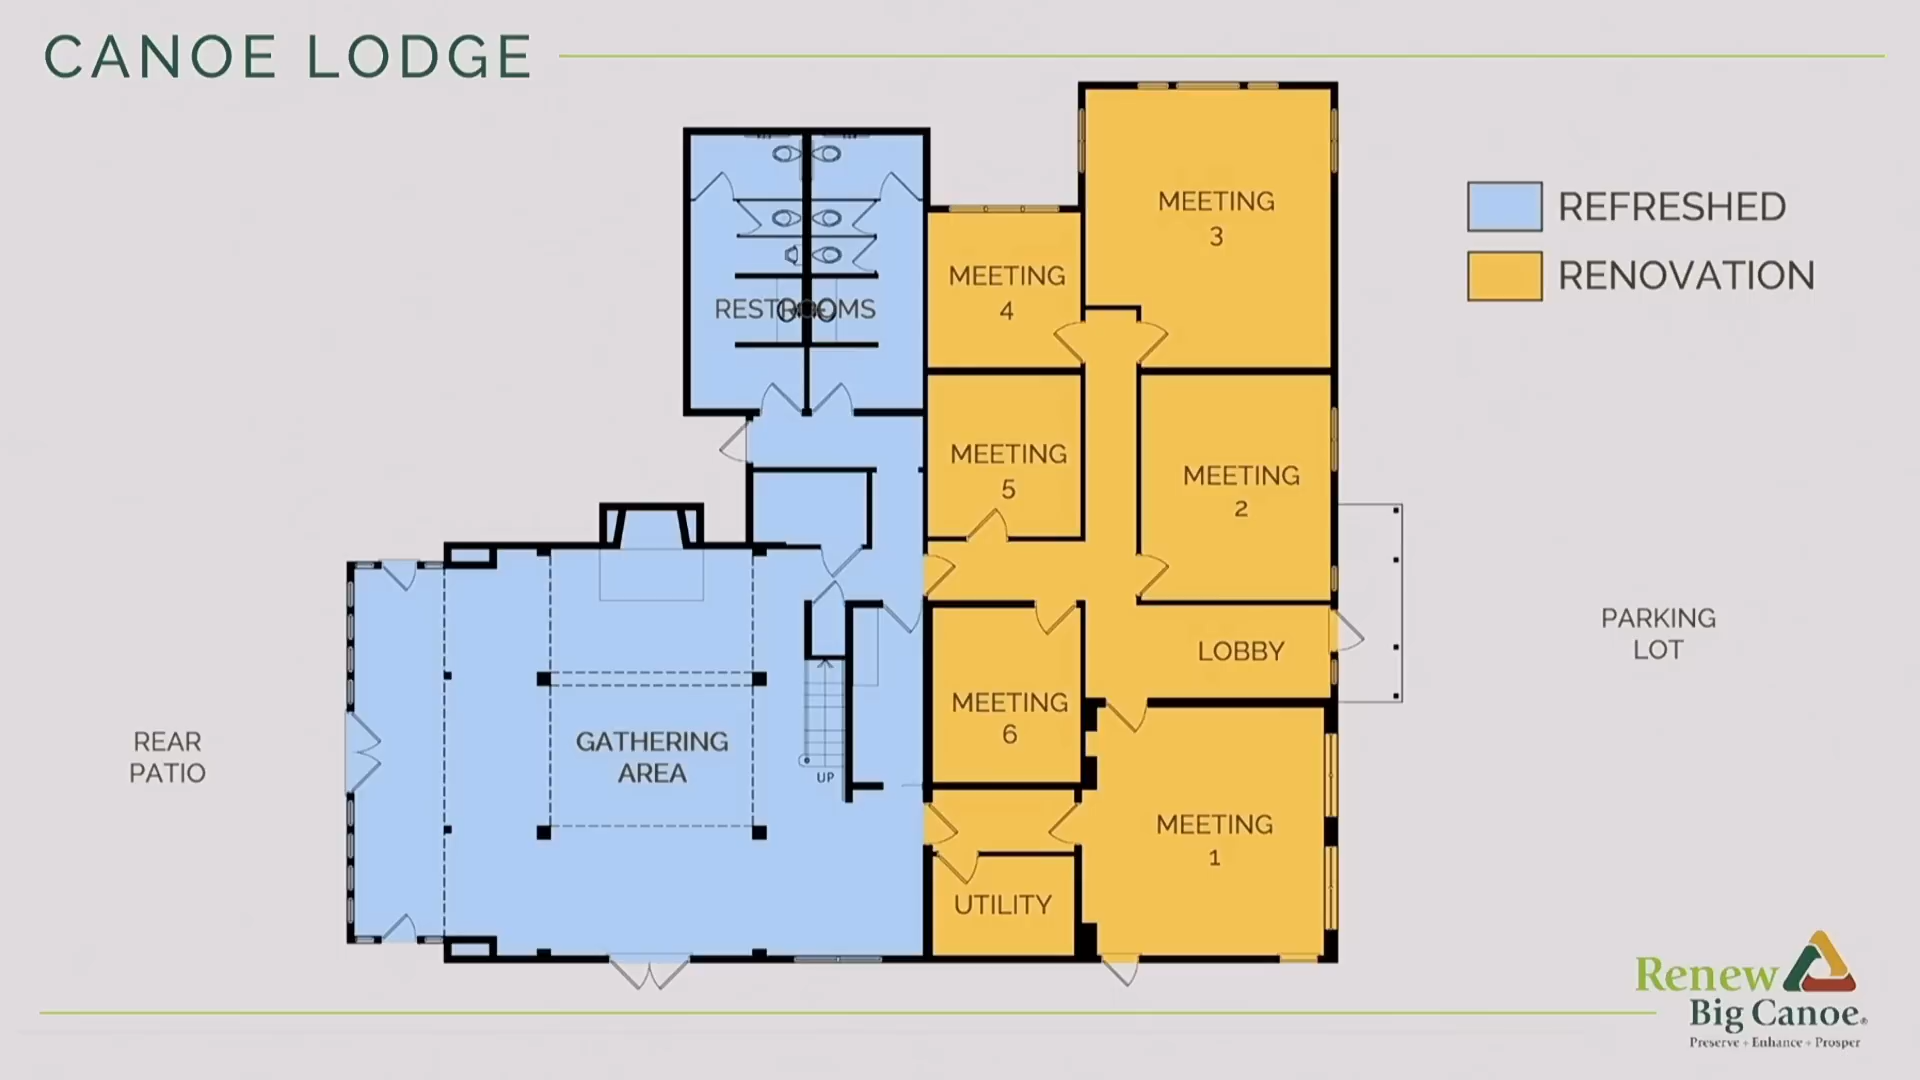 CANOE LODGE
MEETING
3
REFRESHED
RENOVATION
MEETING
4
RESTROOMS
MEETING
5
MEETING
2
LOBBY
PARKING
LOT
MEETING
6
GATHERING
AREA
UP
REAR
PATIO
MEETING
1
UTILITY
Renew
Big Canoe®
Preserve + Enhance + Prosper